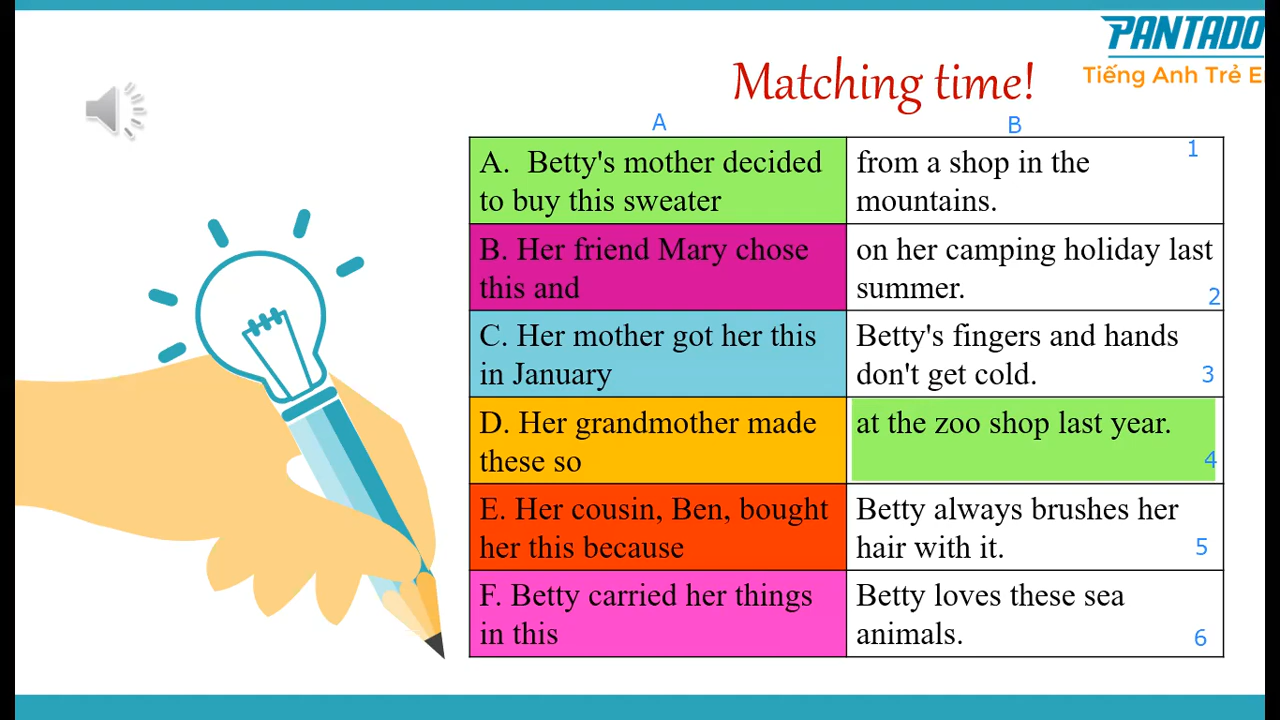 PANTADO
Tiếng Anh Trẻ E
Matching time!
A
B
A. Betty's mother decided
to buy this sweater
from a shop in the
mountains.
1
B. Her friend Mary chose
this and
on her camping holiday last
summer.
2
C. Her mother got her this
in January
Betty's fingers and hands
don't get cold.
3
D. Her grandmother made
these so
at the zoo shop last year.
4
E. Her cousin, Ben, bought
her this because
Betty always brushes her
hair with it.
5
F. Betty carried her things
in this
Betty loves these sea
animals.
6